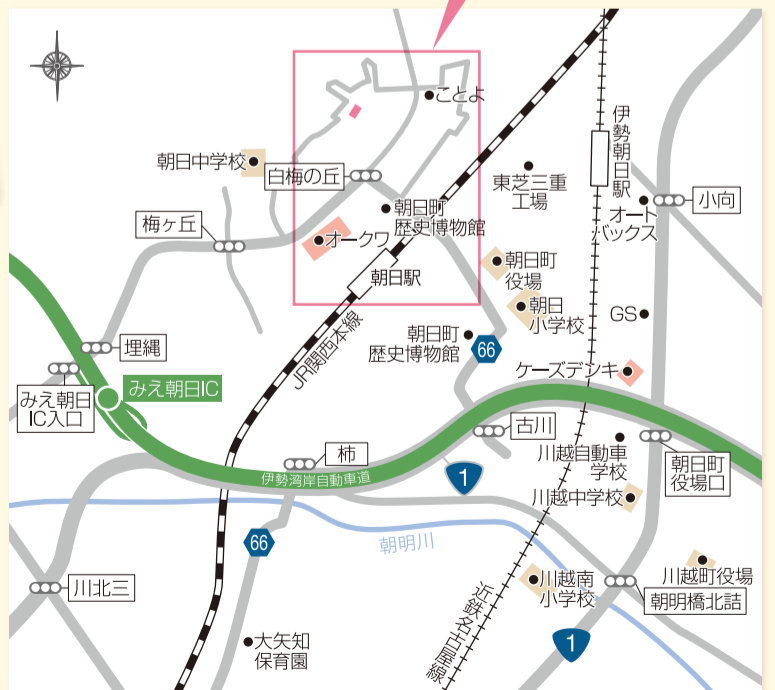 ことよ
朝日中学校
白梅の丘
東芝三重
工場
伊勢朝日駅
小向
オート
バックス
梅ヶ丘
朝日町
歴史博物館
オークワ
朝日駅
朝日町
役場
朝日
小学校
GS
朝日町
歴史博物館
66
JR関西本線
埋縄
みえ朝日IC
みえ朝日
IC入口
ケーズデンキ
古川
柿
伊勢湾岸自動車道
1
川越自動車
学校
朝日町
役場口
川越中学校
66
朝明川
川北三
近鉄名古屋線
川越南
小学校
川越町役場
朝明橋北詰
1
大矢知
保育園